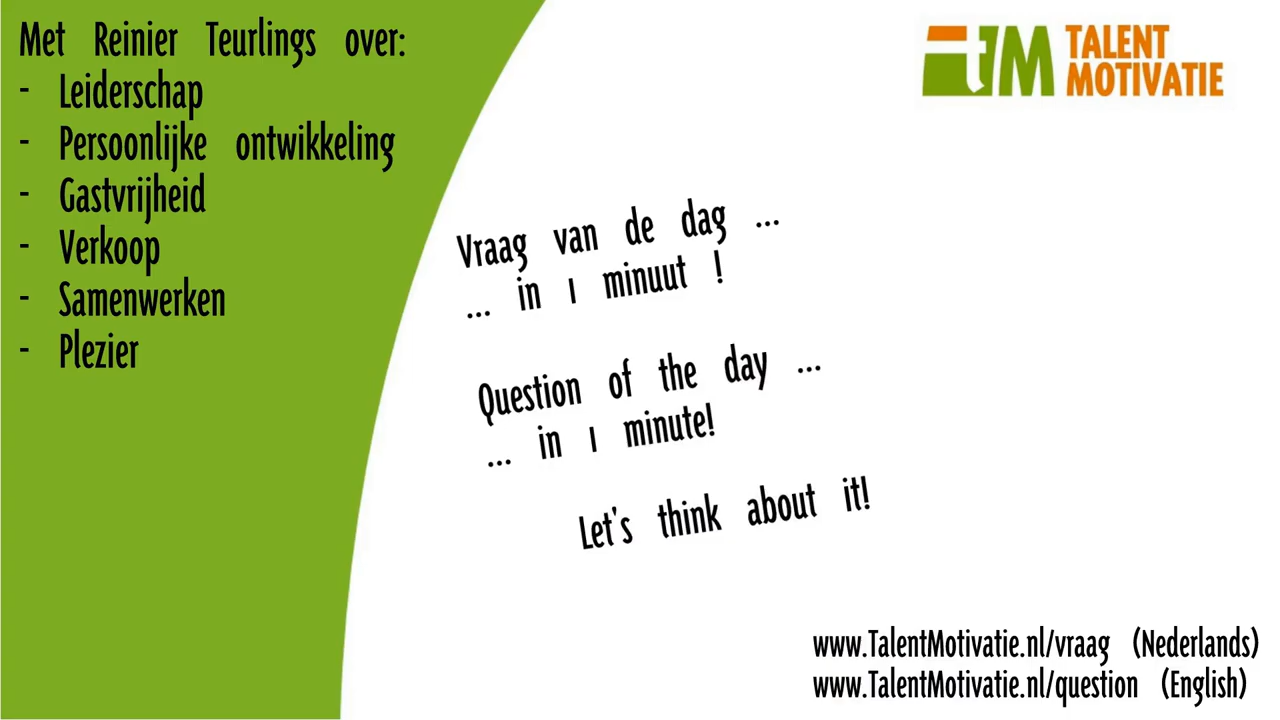 Met Reinier Teurlings over:
- Leiderschap
- Persoonlijke ontwikkeling
- Gastvrijheid
- Verkoop
- Samenwerken
- Plezier
tM TALENT
MOTIVATIE
Vraag van de dag ...
... in 1 minuut !
Question of the day ...
... in 1 minute!
Let's think about it!
www.TalentMotivatie.nl/vraag (Nederlands)
www.TalentMotivatie.nl/question (English)